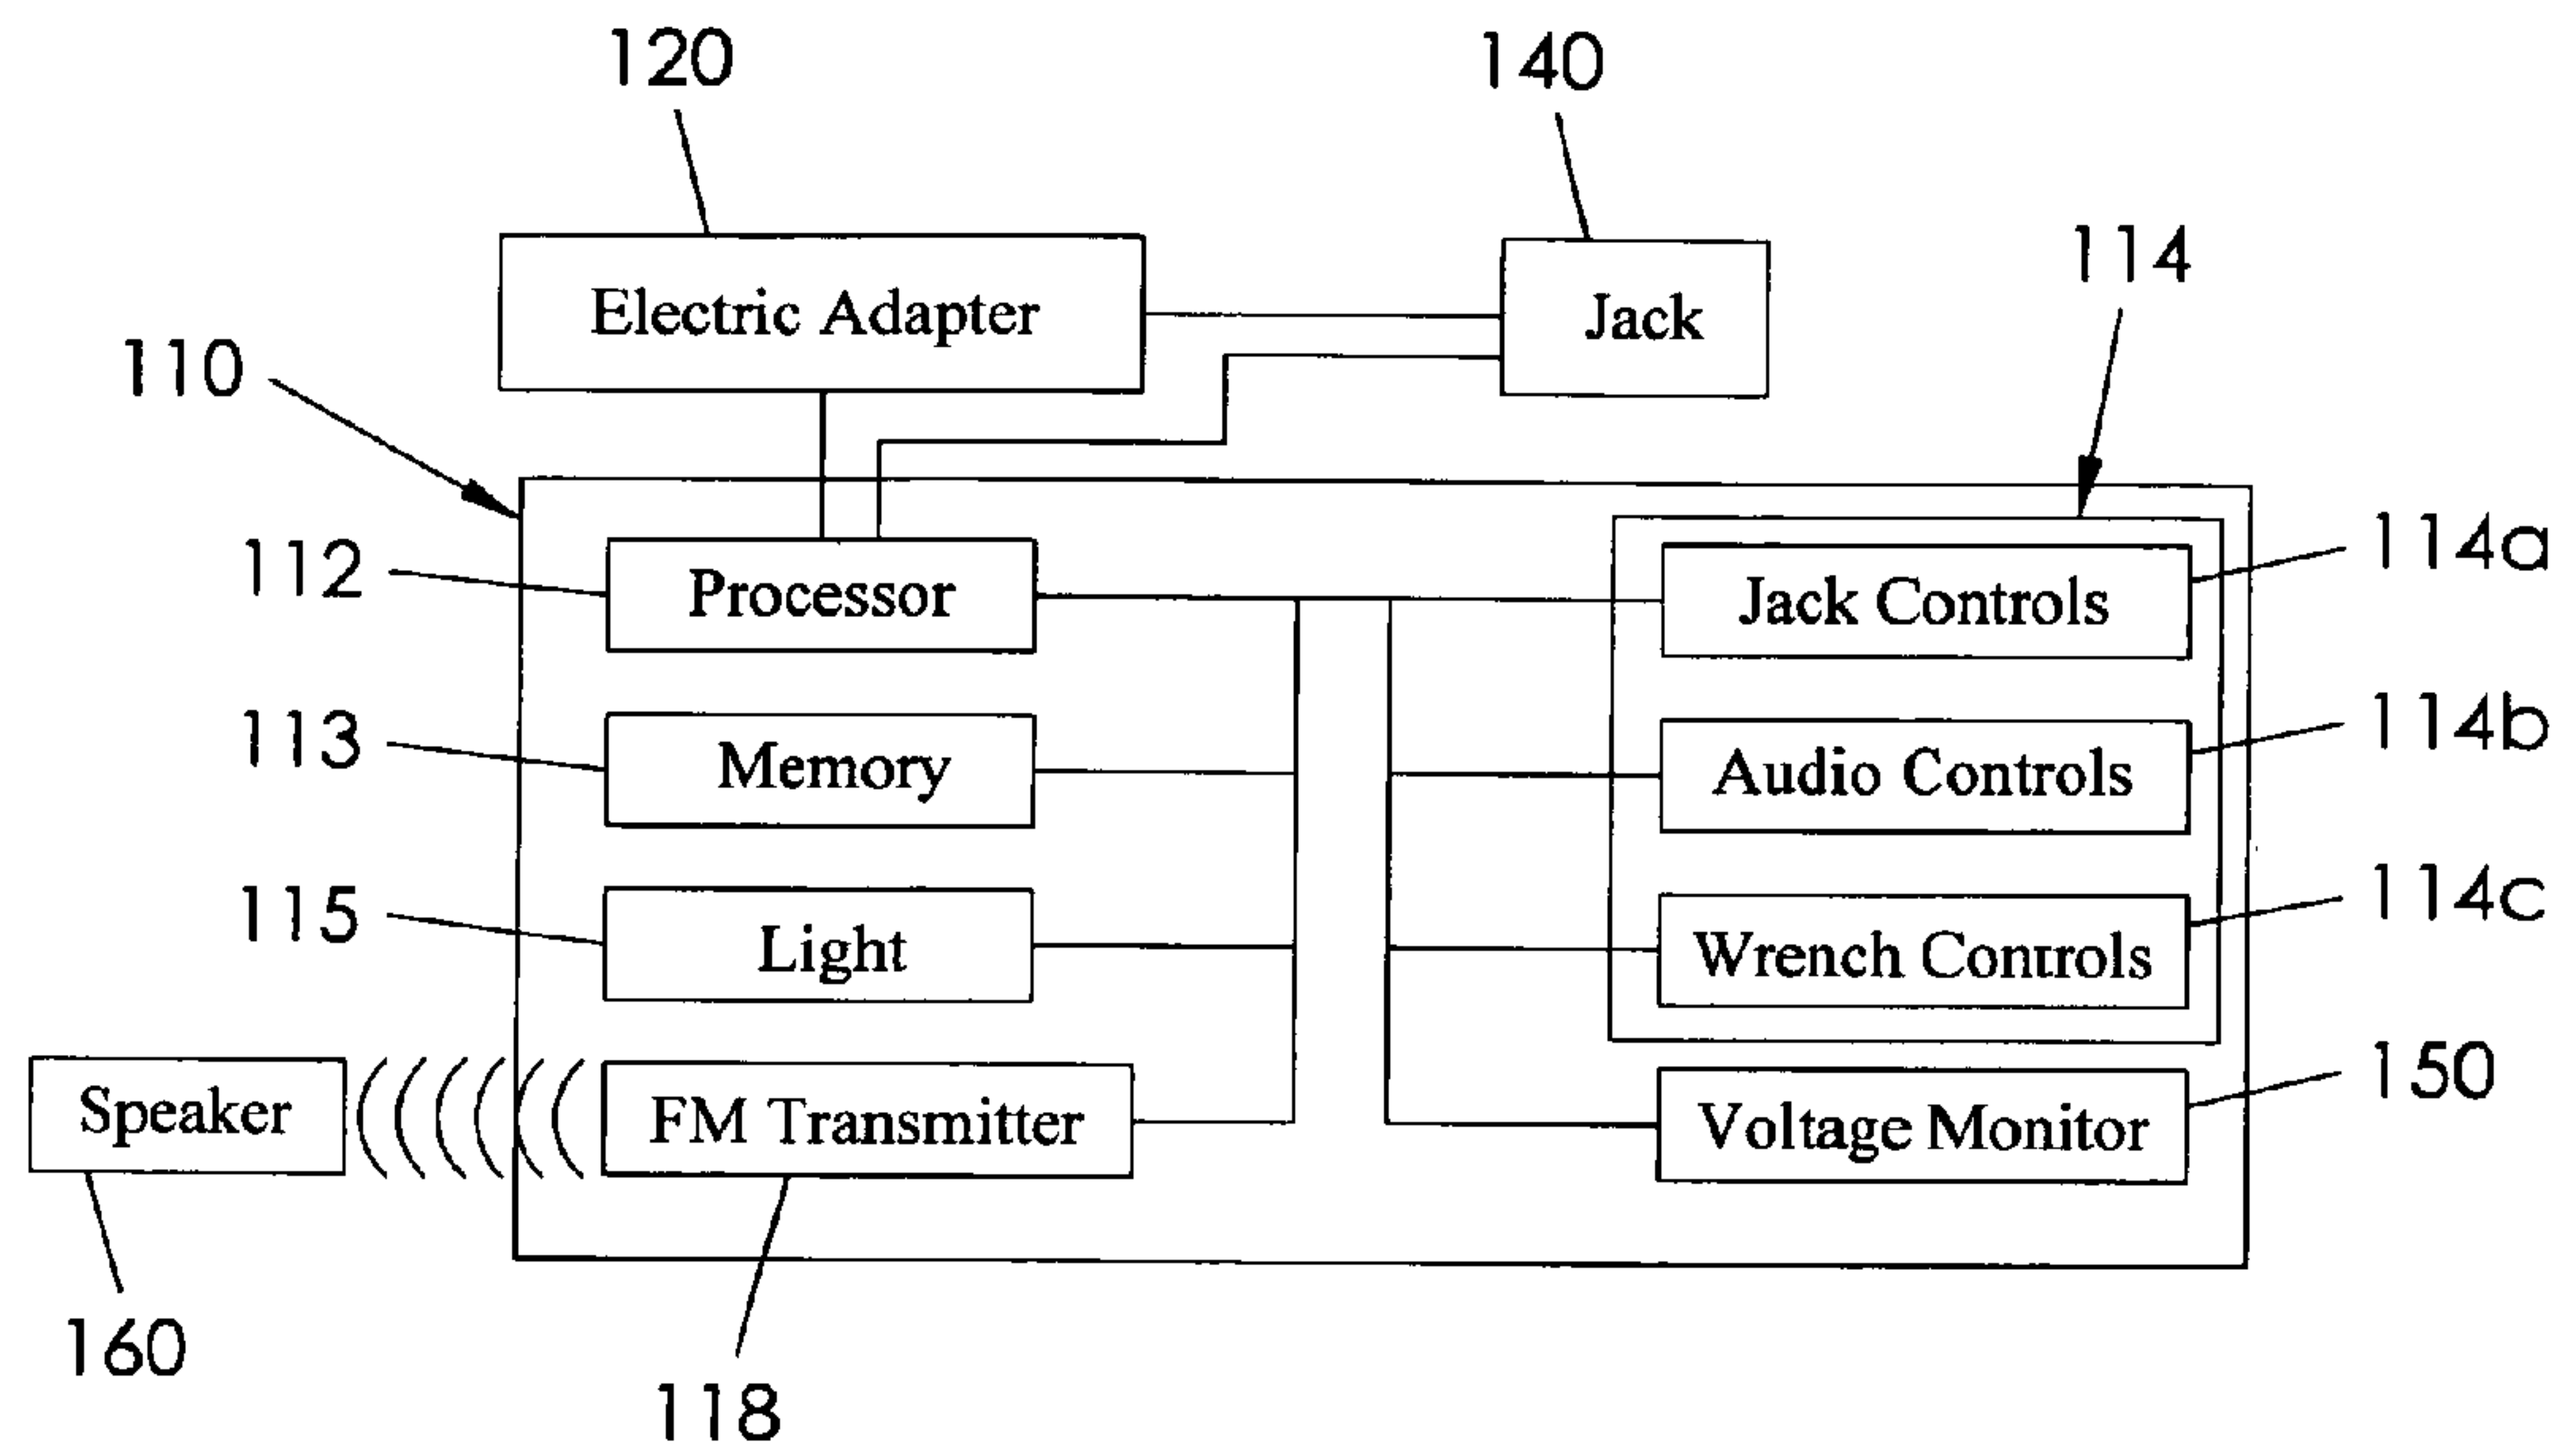 120
140
114
Electric Adapter
Jack
110
112
Processor
Jack Controls
114a
113
Memory
Audio Controls
114b
115
Light
Wrench Controls
114c
Speaker
FM Transmitter
Voltage Monitor
150
160
118